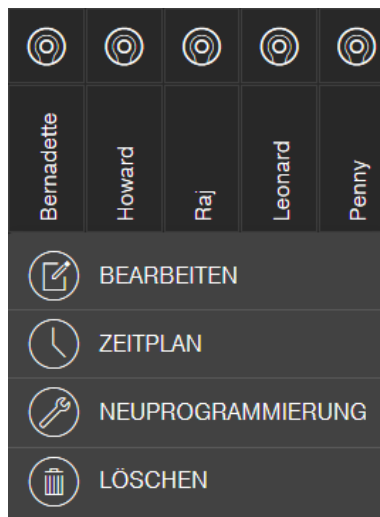 Bernadette
Howard
Raj
Leonard
Penny
BEARBEITEN
ZEITPLAN
NEUPROGRAMMIERUNG
LÖSCHEN